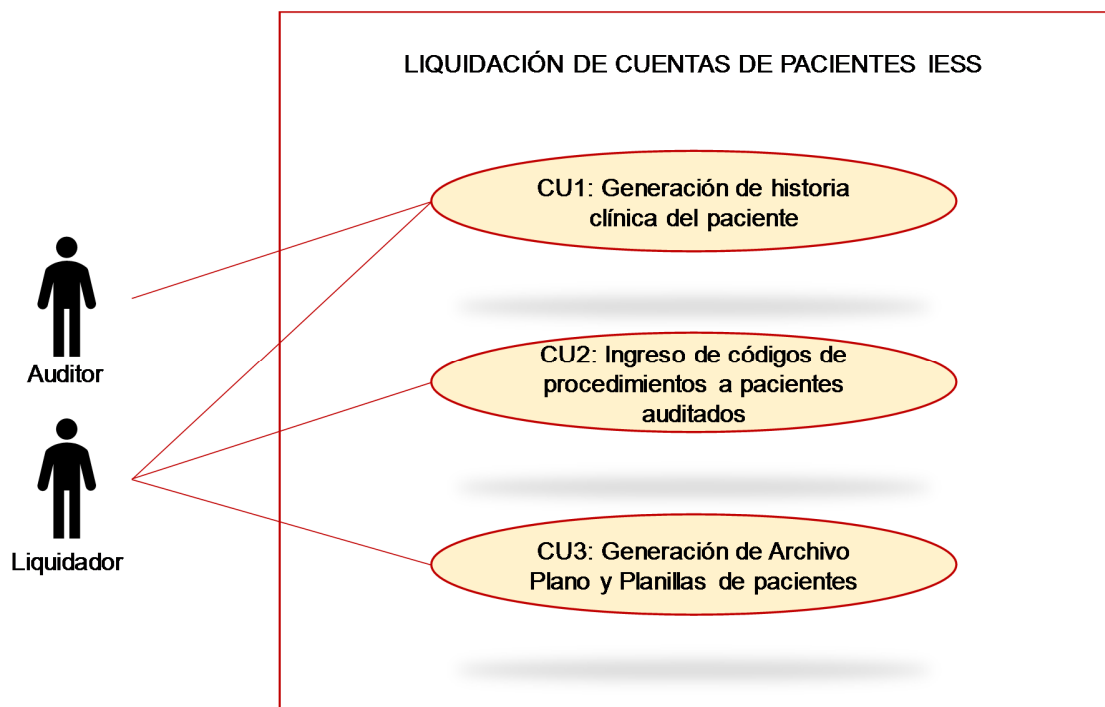 LIQUIDACIÓN DE CUENTAS DE PACIENTES IESS
CU1: Generación de historia
clínica del paciente
Auditor
CU2: Ingreso de códigos de
procedimientos a pacientes
auditados
Liquidador
CU3: Generación de Archivo
Plano y Planillas de pacientes